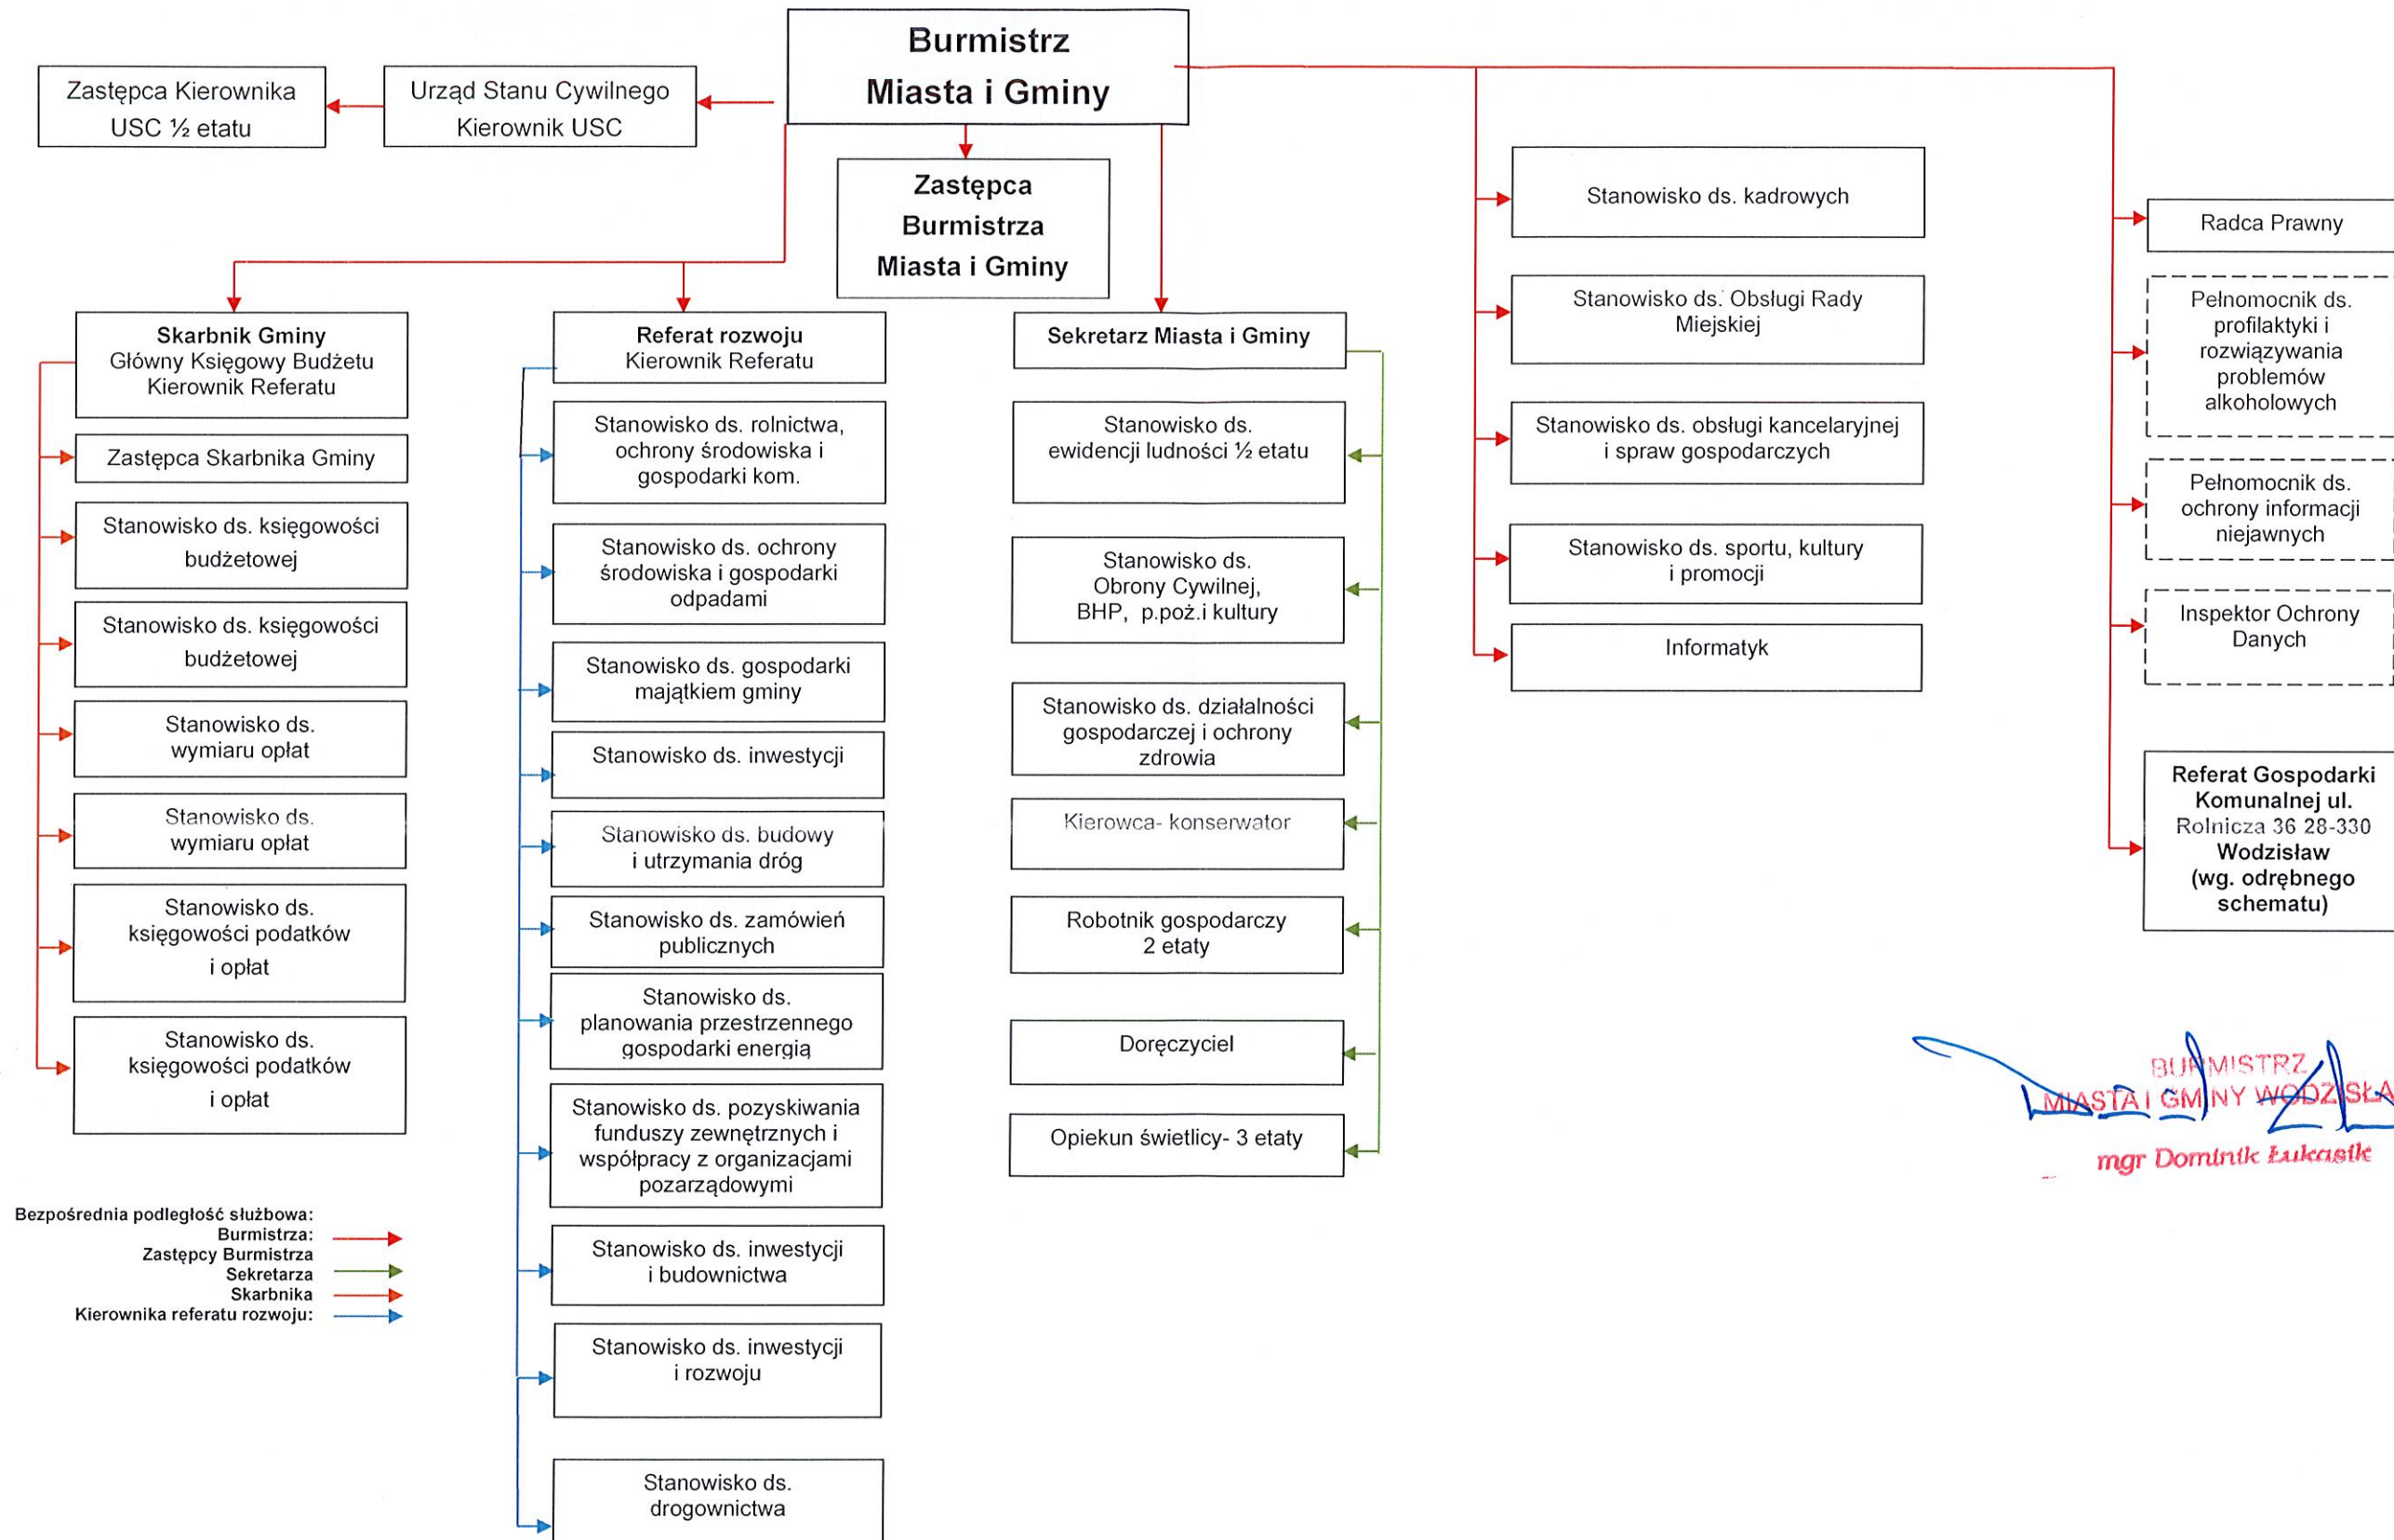 Burmistrz
Miasta i Gminy
Zastępca Kierownika
USC ½ etatu
Urząd Stanu Cywilnego
Kierownik USC
Zastępca
Burmistrza
Miasta i Gminy
Skarbnik Gminy
Główny Księgowy Budżetu
Kierownik Referatu
Zastępca Skarbnika Gminy
Stanowisko ds. księgowości
budżetowej
Stanowisko ds. księgowości
budżetowej
Stanowisko ds.
wymiaru opłat
Stanowisko ds.
wymiaru opłat
Stanowisko ds.
księgowości podatków
i opłat
Stanowisko ds.
księgowości podatków
i opłat
Referat rozwoju
Kierownik Referatu
Stanowisko ds. rolnictwa,
ochrony środowiska i
gospodarki kom.
Stanowisko ds. ochrony
środowiska i gospodarki
odpadami
Stanowisko ds. gospodarki
majątkiem gminy
Stanowisko ds. inwestycji
Stanowisko ds. budowy
i utrzymania dróg
Stanowisko ds. zamówień
publicznych
Stanowisko ds.
planowania przestrzennego
gospodarki energią
Stanowisko ds. pozyskiwania
funduszy zewnętrznych i
współpracy z organizacjami
pozarządowymi
Stanowisko ds. inwestycji
i budownictwa
Stanowisko ds. inwestycji
i rozwoju
Stanowisko ds.
drogownictwa
Sekretarz Miasta i Gminy
Stanowisko ds.
ewidencji ludności ½ etatu
Stanowisko ds.
Obrony Cywilnej,
BHP, p.poż.i kultury
Stanowisko ds. działalności
gospodarczej i ochrony
zdrowia
Kierowca- konserwator
Robotnik gospodarczy
2 etaty
Doręczyciel
Opiekun świetlicy- 3 etaty
Stanowisko ds. kadrowych
Stanowisko ds. Obsługi Rady
Miejskiej
Stanowisko ds. obsługi kancelaryjnej
i spraw gospodarczych
Stanowisko ds. sportu, kultury
i promocji
Informatyk
Radca Prawny
Pełnomocnik ds.
profilaktyki i
rozwiązywania
problemów
alkoholowych
Pełnomocnik ds.
ochrony informacji
niejawnych
Inspektor Ochrony
Danych
Referat Gospodarki
Komunalnej ul.
Rolnicza 36 28-330
Wodzisław
(wg. odrębnego
schematu)
BURMISTRZ
MIASTA I GMINY WODZISŁA
mgr Dominik Łukasik
Bezpośrednia podległość służbowa:
Burmistrza:
Zastępcy Burmistrza
Sekretarza
Skarbnika
Kierownika referatu rozwoju: